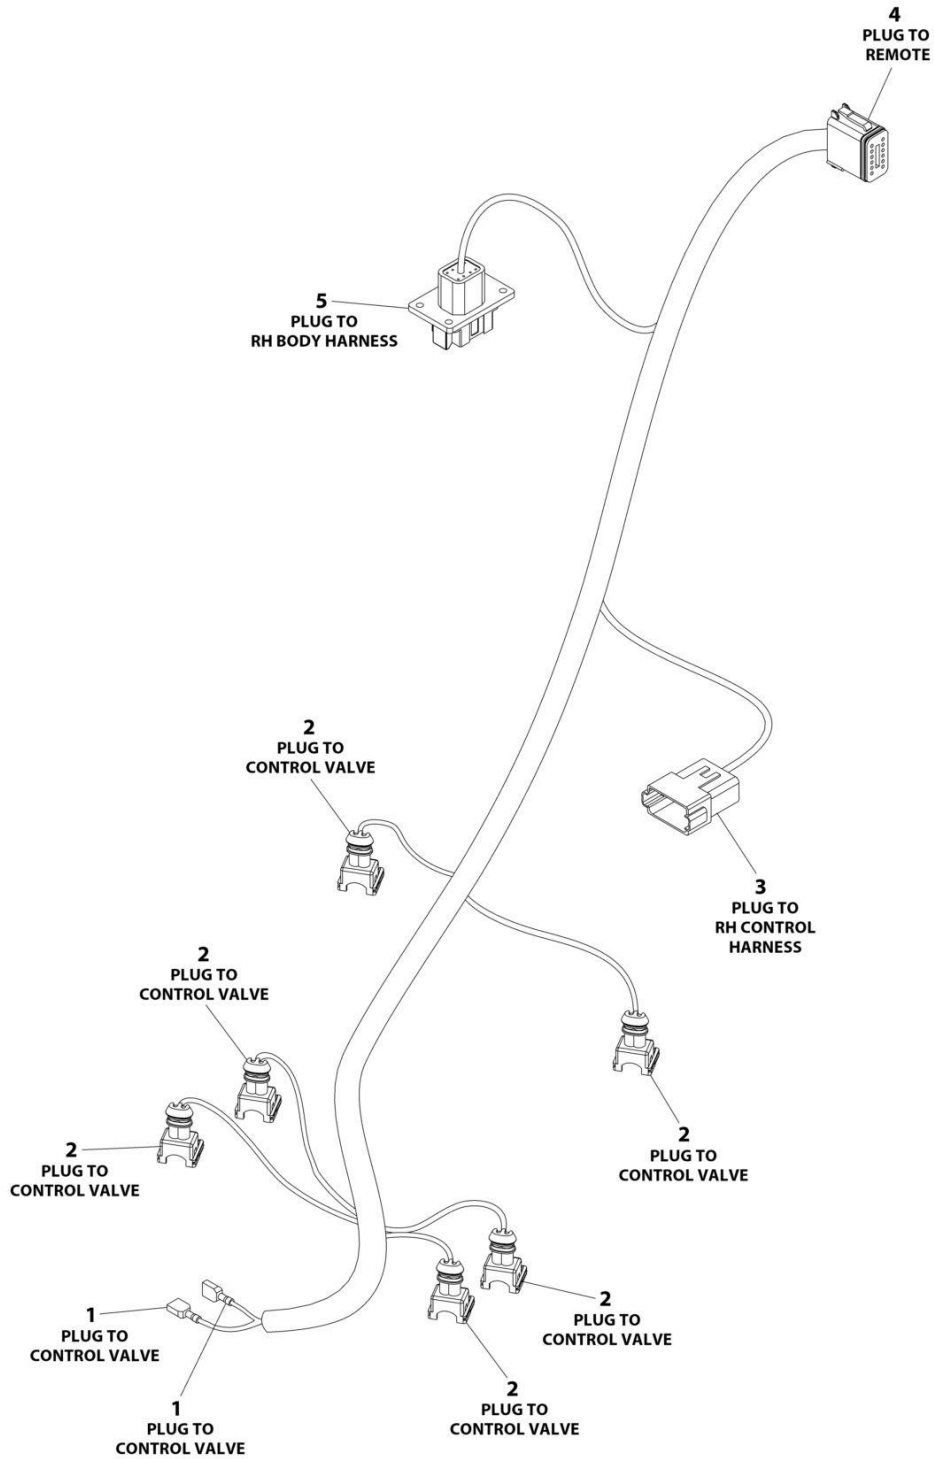 4
PLUG TO
REMOTE
5
PLUG TO
RH BODY HARNESS
2
PLUG TO
CONTROL VALVE
3
PLUG TO
RH CONTROL
HARNESS
2
PLUG TO
CONTROL VALVE
2
PLUG TO
CONTROL VALVE
2
PLUG TO
CONTROL VALVE
1
PLUG TO
CONTROL VALVE
2
PLUG TO
CONTROL VALVE
2
PLUG TO
CONTROL VALVE
1
PLUG TO
CONTROL VALVE